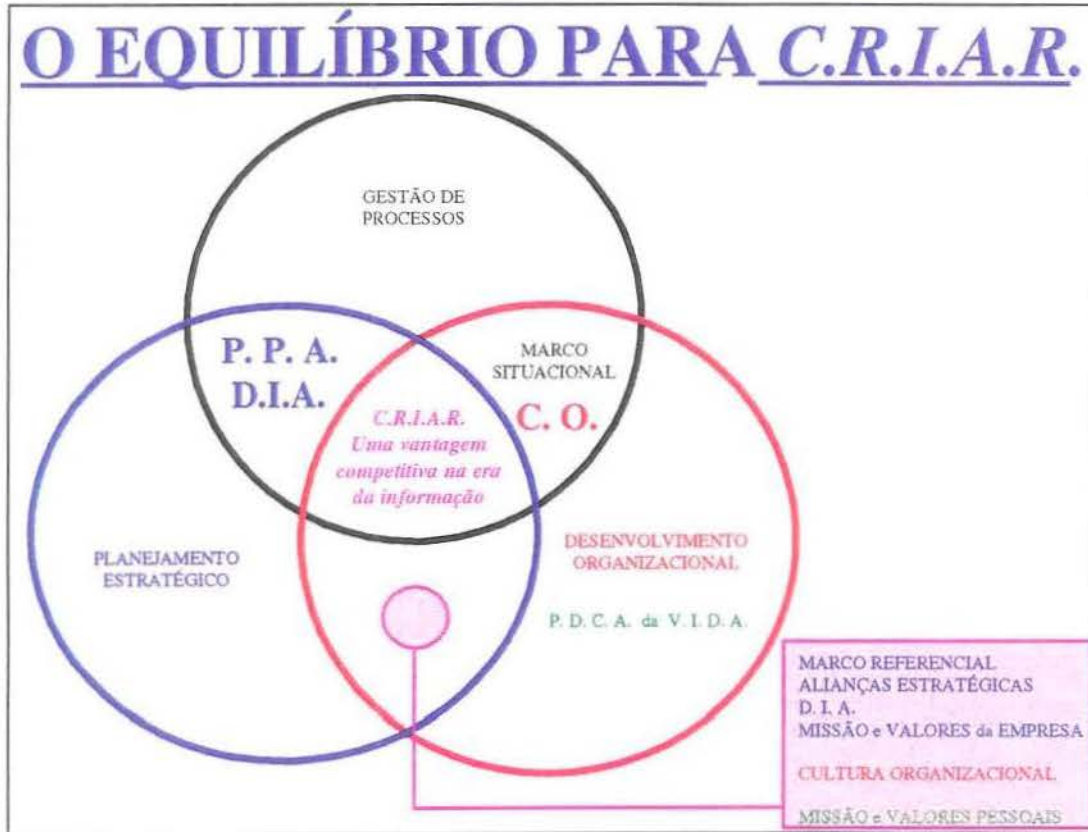 O EQUILÍBRIO PARA C.R.I.A.R.
GESTÃO DE
PROCESSOS
P. P. A.
D.I.A.
MARCO
SITUACIONAL
C. O.
C.R.I.A.R.
Uma vantagem
competitiva na era
da informação
PLANEJAMENTO
ESTRATÉGICO
DESENVOLVIMENTO
ORGANIZACIONAL
P. D. C. A. da V. I. D. A.
MARCO REFERENCIAL
ALIANÇAS ESTRATÉGICAS
D. I. A.
MISSÃO e VALORES da EMPRESA
CULTURA ORGANIZACIONAL
MISSÃO e VALORES PESSOAIS